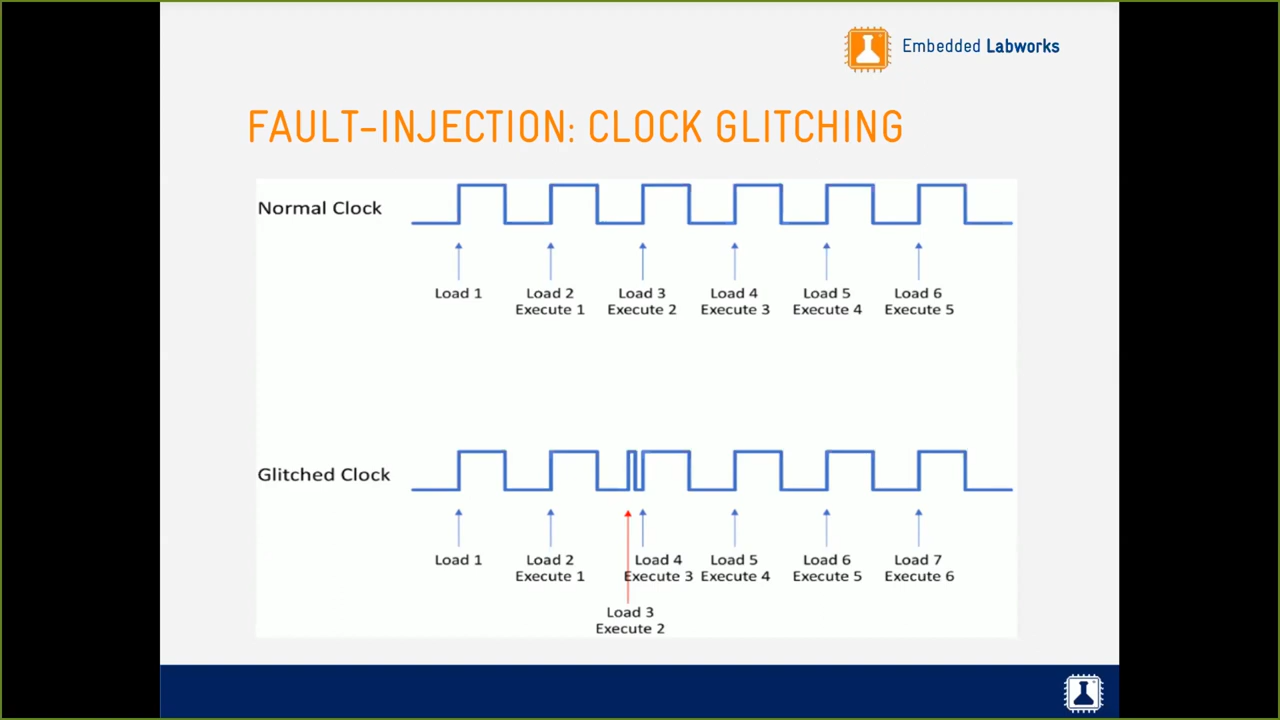 Embedded Labworks
FAULT-INJECTION: CLOCK GLITCHING
Normal Clock
Load 1
Load 2
Execute 1
Load 3
Execute 2
Load 4
Execute 3
Load 5
Execute 4
Load 6
Execute 5
Glitched Clock
Load 1
Load 2
Execute 1
Load 3
Execute 2
Load 4
Execute 3
Load 5
Execute 4
Load 6
Execute 5
Load 7
Execute 6